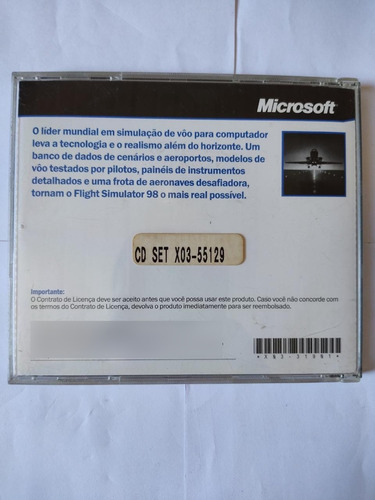 Microsoft
O líder mundial em simulação de vôo para computador
leva a tecnologia e o realismo além do horizonte. Um
banco de dados de cenários e aeroportos, modelos de
vôo testados por pilotos, painéis de instrumentos
detalhados e uma frota de aeronaves desafiadora,
tornam o Flight Simulator 98 o mais real possível.
CD SET X03-55129
Importante:
O Contrato de Licença deve ser aceito antes que você possa usar este produto. Caso você não concorde com
os termos do Contrato de Licença, devolva o produto imediatamente para ser reembolsado.